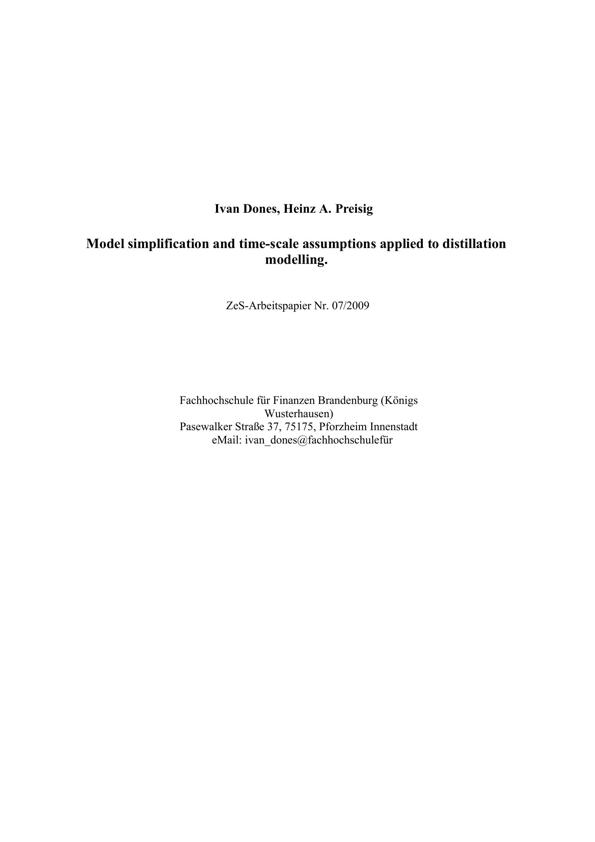 Ivan Dones, Heinz A. Preisig
Model simplification and time-scale assumptions applied to distillation
modelling.
ZeS-Arbeitspapier Nr. 07/2009
Fachhochschule für Finanzen Brandenburg (Königs
Wusterhausen)
Pasewalker Straße 37, 75175, Pforzheim Innenstadt
eMail: ivan_dones@fachhochschulefür